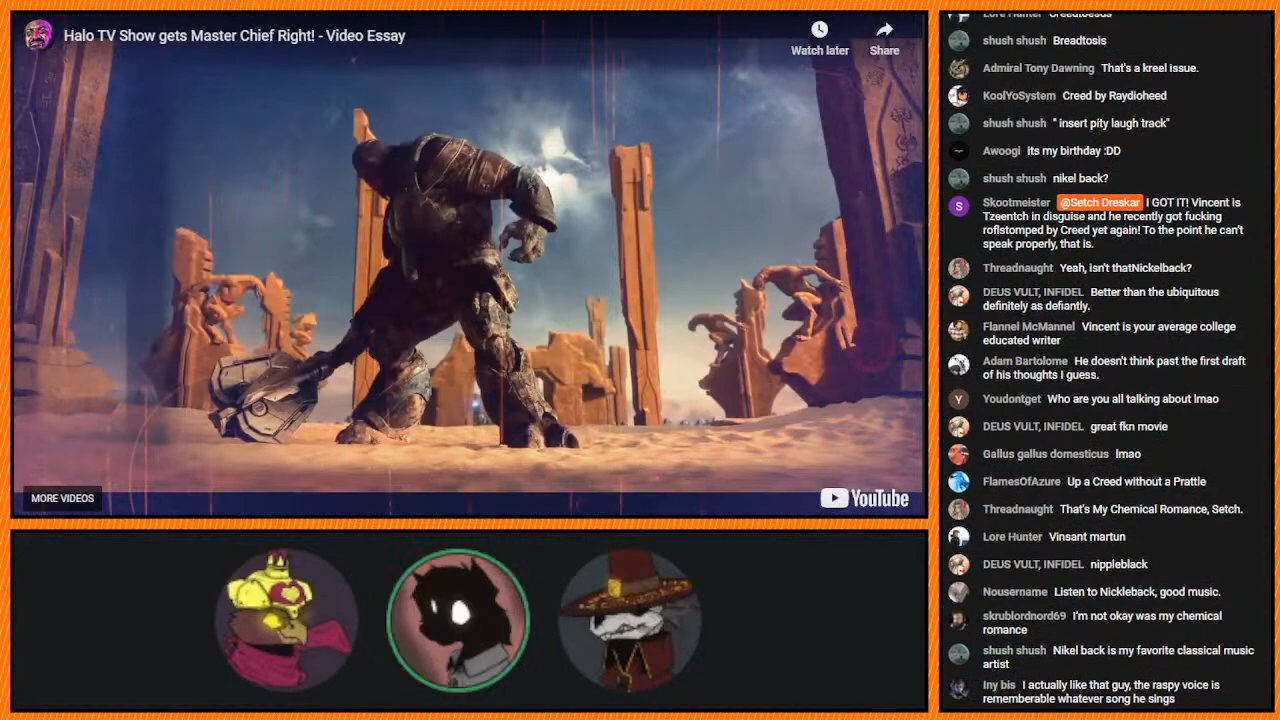 Halo TV Show gets Master Chief Right! - Video Essay
Watch later
Share
MORE VIDEOS
YouTube
Lore Hunter Creedtoesus
shush shush Breadtosis
Admiral Tony Dawning That's a kreel issue.
KoolYoSystem Creed by Raydioheed
shush shush " insert pity laugh track"
Awoogi its my birthday :DD
shush shush nikel back?
S
Skootmeister @Setch Dreskar I GOT IT! Vincent is
Tzeentch in disguise and he recently got fucking
roflstomped by Creed yet again! To the point he can't
speak properly, that is.
Threadnaught Yeah, isn't thatNickelback?
DEUS VULT, INFIDEL Better than the ubiquitous
definitely as defiantly.
Flannel McMannel Vincent is your average college
educated writer
Adam Bartolome He doesn't think past the first draft
of his thoughts I guess.
Y
Youdontget Who are you all talking about lmao
DEUS VULT, INFIDEL great fkn movie
Gallus gallus domesticus lmao
FlamesOfAzure Up a Creed without a Prattle
Threadnaught That's My Chemical Romance, Setch.
Lore Hunter Vinsant martun
DEUS VULT, INFIDEL nippleblack
Nousername Listen to Nickleback, good music.
skrublordnord69 I'm not okay was my chemical
romance
shush shush Nikel back is my favorite classical music
artist
Iny bis I actually like that guy, the raspy voice is
rememberable whatever song he sings